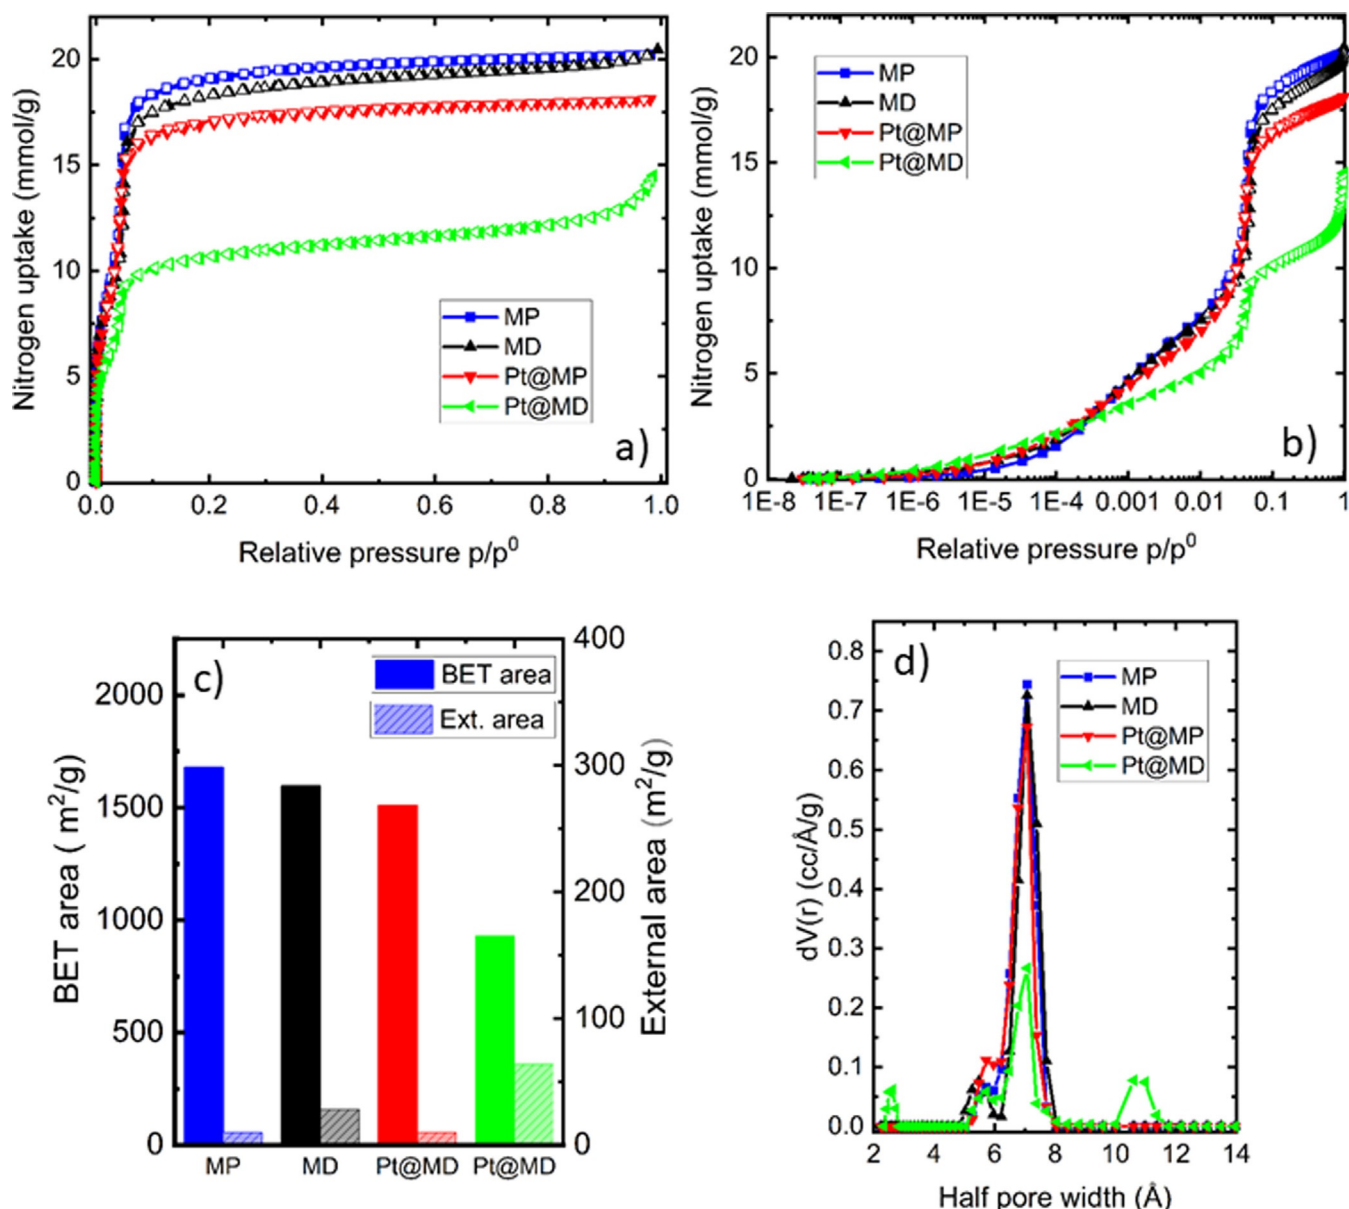 20
15
10
5
0
Nitrogen uptake (mmol/g)
MP
MD
Pt@MP
Pt@MD
a)
0.0 0.2 0.4 0.6 0.8 1.0
Relative pressure p/p⁰
20
15
10
5
0
Nitrogen uptake (mmol/g)
MP
MD
Pt@MP
Pt@MD
b)
1E-8 1E-7 1E-6 1E-5 1E-4 0.001 0.01 0.1 1
Relative pressure p/p⁰
c)
BET area
Ext. area
2000
1500
1000
500
0
BET area ( m²/g)
400
300
200
100
0
External area (m²/g)
MP MD Pt@MD Pt@MD
d)
MP
MD
Pt@MP
Pt@MD
0.8
0.7
0.6
0.5
0.4
0.3
0.2
0.1
0.0
dV(r) (cc/Å/g)
2 4 6 8 10 12 14
Half pore width (Å)